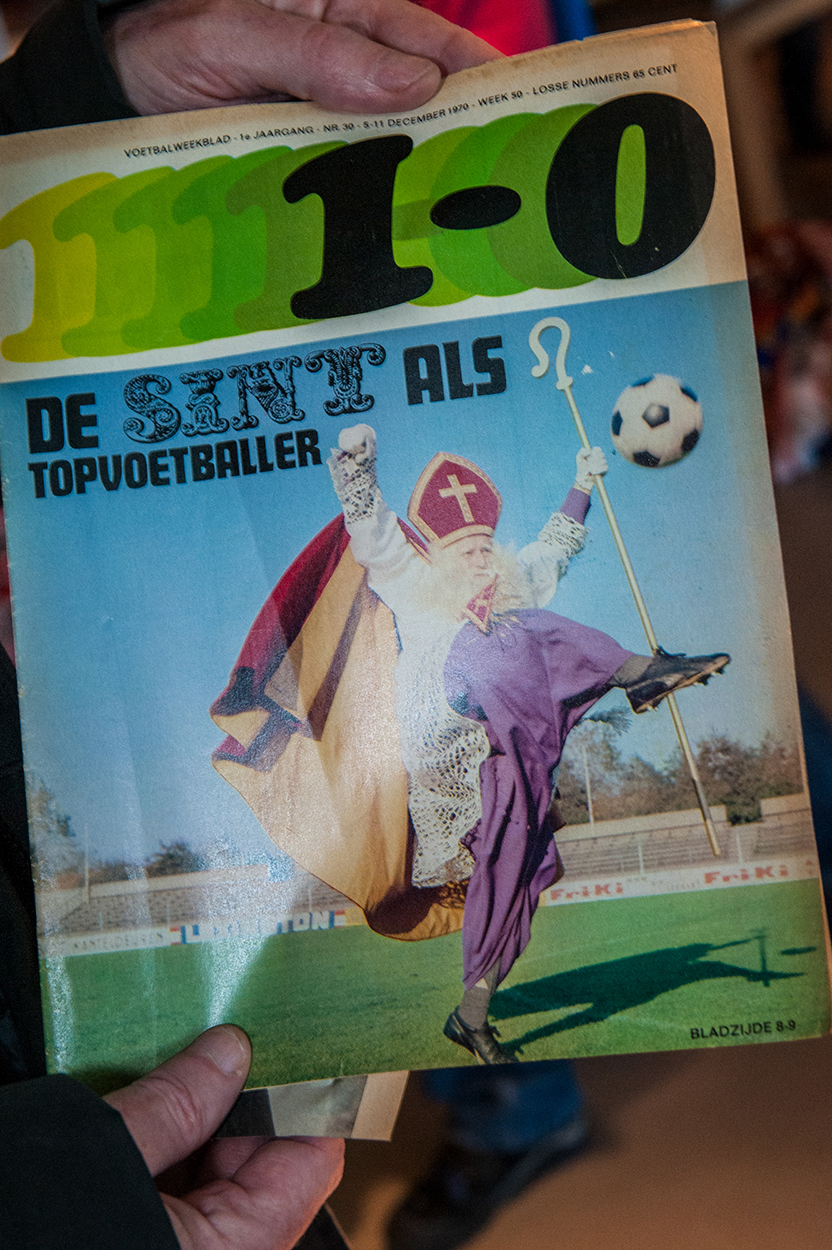 VOETBALWEEKBLAD - 1e JAARGANG - NR. 30 - 5-11 DECEMBER 1970 - WEEK 50 - LOSSE NUMMERS 65 CENT
1-0
DE SINT ALS
TOPVOETBALLER
FriKi
FriKi
LEXINGTON
BLADZIJDE 8-9